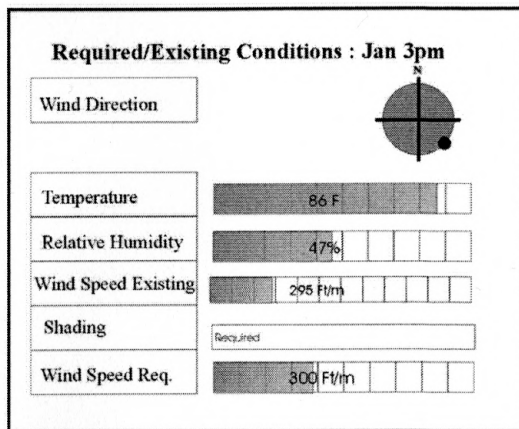 Required/Existing Conditions : Jan 3pm
N
Wind Direction
Temperature
86 F
Relative Humidity
47%
Wind Speed Existing
295 Ft/m
Shading
Required
Wind Speed Req.
300 Ft/m